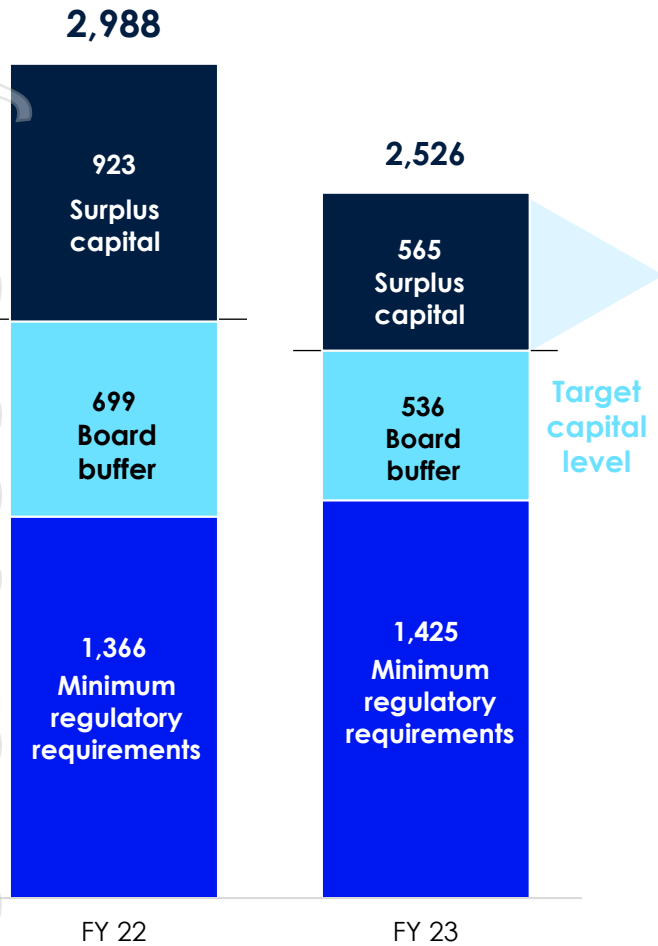 2,988
923
Surplus
capital
699
Board
buffer
1,366
Minimum
regulatory
requirements
FY 22
2,526
565
Surplus
capital
536
Board
buffer
1,425
Minimum
regulatory
requirements
FY 23
Target
capital
level